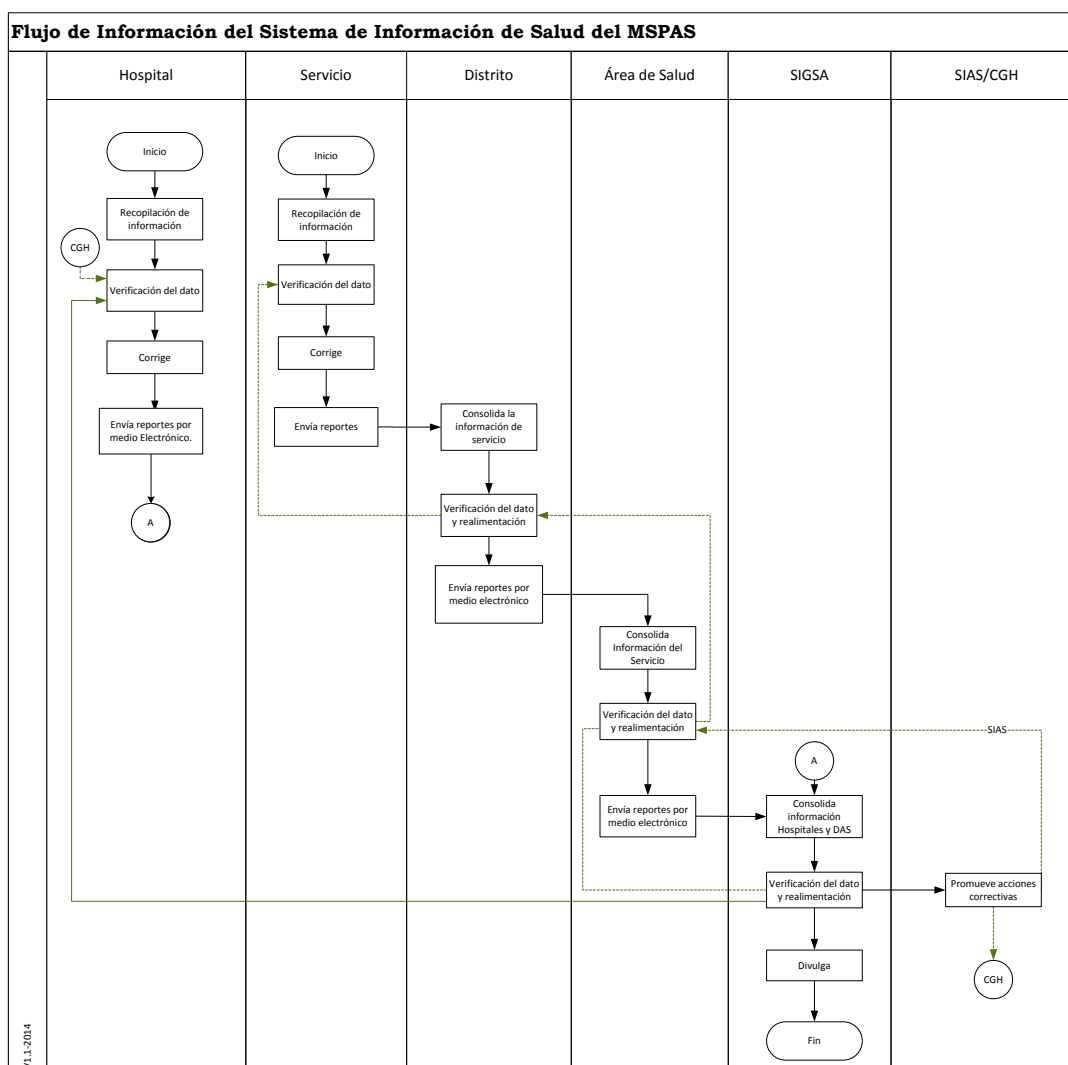 Flujo de Información del Sistema de Información de Salud del MSPAS
Hospital
Servicio
Distrito
Área de Salud
SIGSA
SIAS/CGH
Inicio
Recopilación de
información
CGH
Verificación del dato
Corrige
Envía reportes por
medio Electrónico.
A
Inicio
Recopilación de
información
Verificación del dato
Corrige
Envía reportes
Consolida la
información de
servicio
Verificación del dato
y realimentación
Envía reportes por
medio electrónico
Consolida
Información del
Servicio
Verificación del dato
y realimentación
Envía reportes por
medio electrónico
A
Consolida
información
Hospitales y DAS
Verificación del dato
y realimentación
Divulga
Fin
SIAS
Promueve acciones
correctivas
CGH
1.1-2014